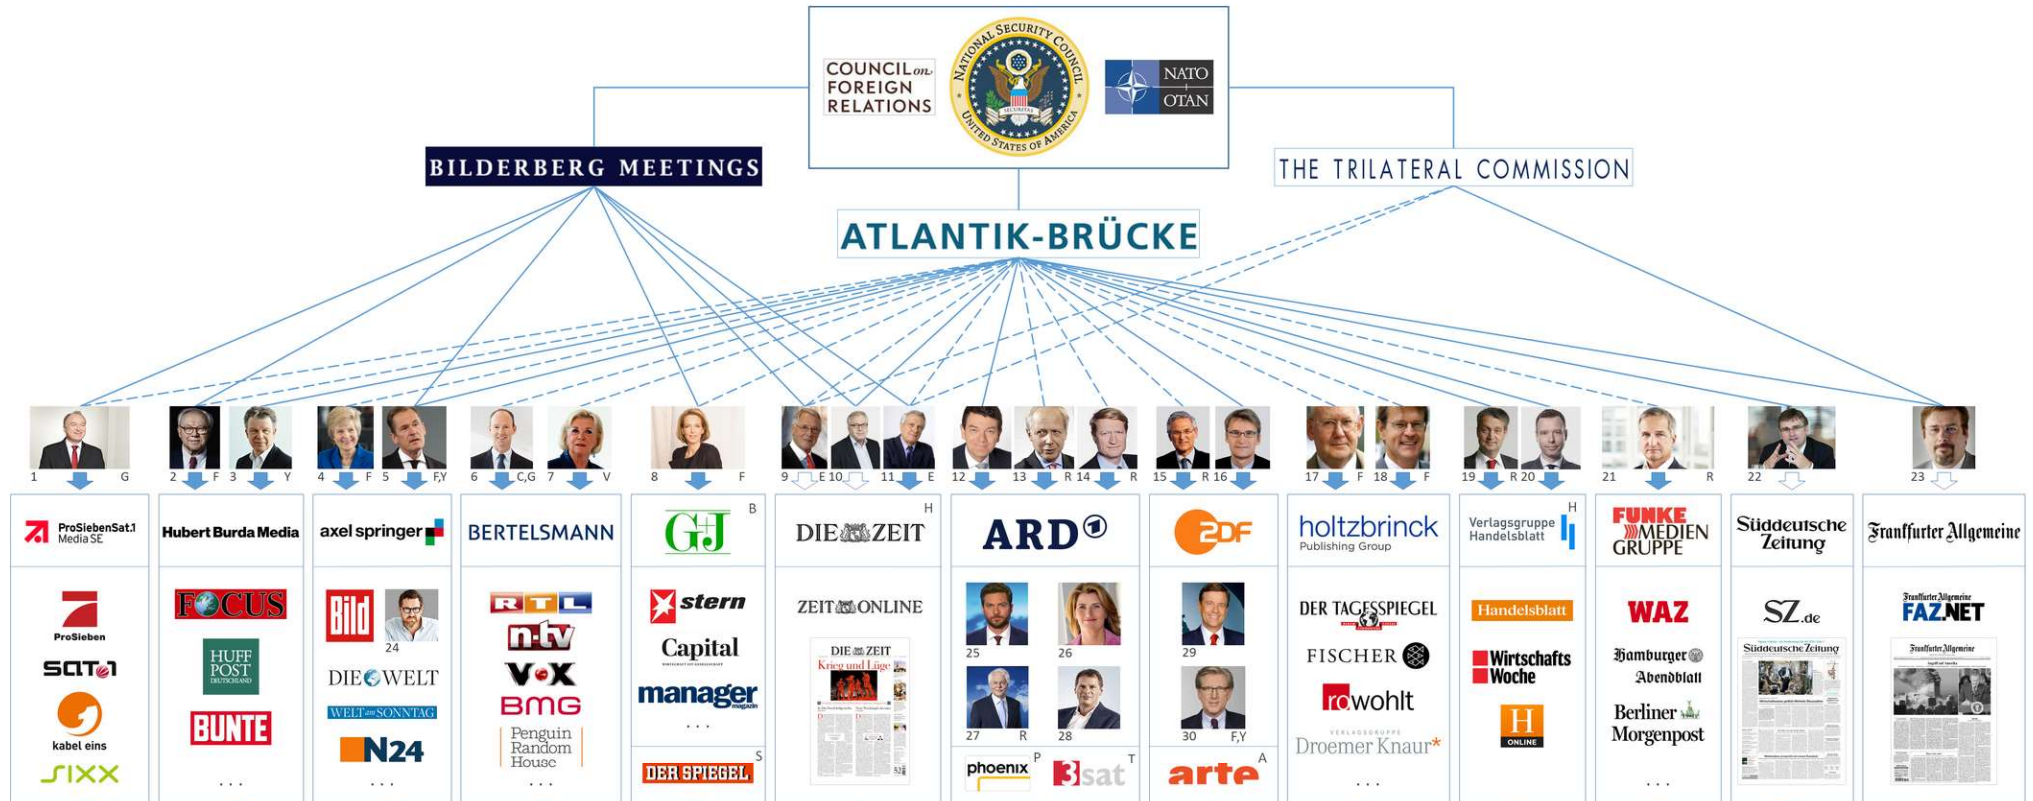 COUNCIL on
FOREIGN
RELATIONS
NATIONAL SECURITY COUNCIL
UNITED STATES OF AMERICA
NATO
OTAN
BILDERBERG MEETINGS
THE TRILATERAL COMMISSION
ATLANTIK-BRÜCKE
1 G
2 F 3 Y
4 F 5 F,Y
6 C,G 7 V
8 F
9 E 10 11 E
12 13 R 14 R
15 R 16
17 F 18 F
19 R 20
21 R
22
23
ProSiebenSat.1
Media SE
ProSieben
SAT.1
kabel eins
sixx
Hubert Burda Media
FOCUS
HUFF
POST
DEUTSCHLAND
BUNTE
...
axel springer
Bild
24
DIE WELT
WELT am SONNTAG
N24
...
BERTELSMANN
RTL
n-tv
VOX
BMG
Penguin
Random
House
...
B
G+J
stern
Capital
WIRTSCHAFT IST GESELLSCHAFT
manager
magazin
...
S
DER SPIEGEL
H
DIE ZEIT
ZEIT ONLINE
DIE ZEIT
Krieg und Lüge
ARD
25 26
27 R 28
P
phoenix
T
3sat
ZDF
29
30 F,Y
A
arte
holtzbrinck
Publishing Group
DER TAGESSPIEGEL
FISCHER
rowohlt
VERLAGSGRUPPE
Droemer Knaur*
...
H
Verlagsgruppe
Handelsblatt
Handelsblatt
Wirtschafts
Woche
H
ONLINE
FUNKE
MEDIEN
GRUPPE
WAZ
Hamburger
Abendblatt
Berliner
Morgenpost
...
Süddeutsche
Zeitung
SZ.de
Süddeutsche Zeitung
Frankfurter Allgemeine
Frankfurter Allgemeine
FAZ.NET
Frankfurter Allgemeine
Angriff auf Amerika